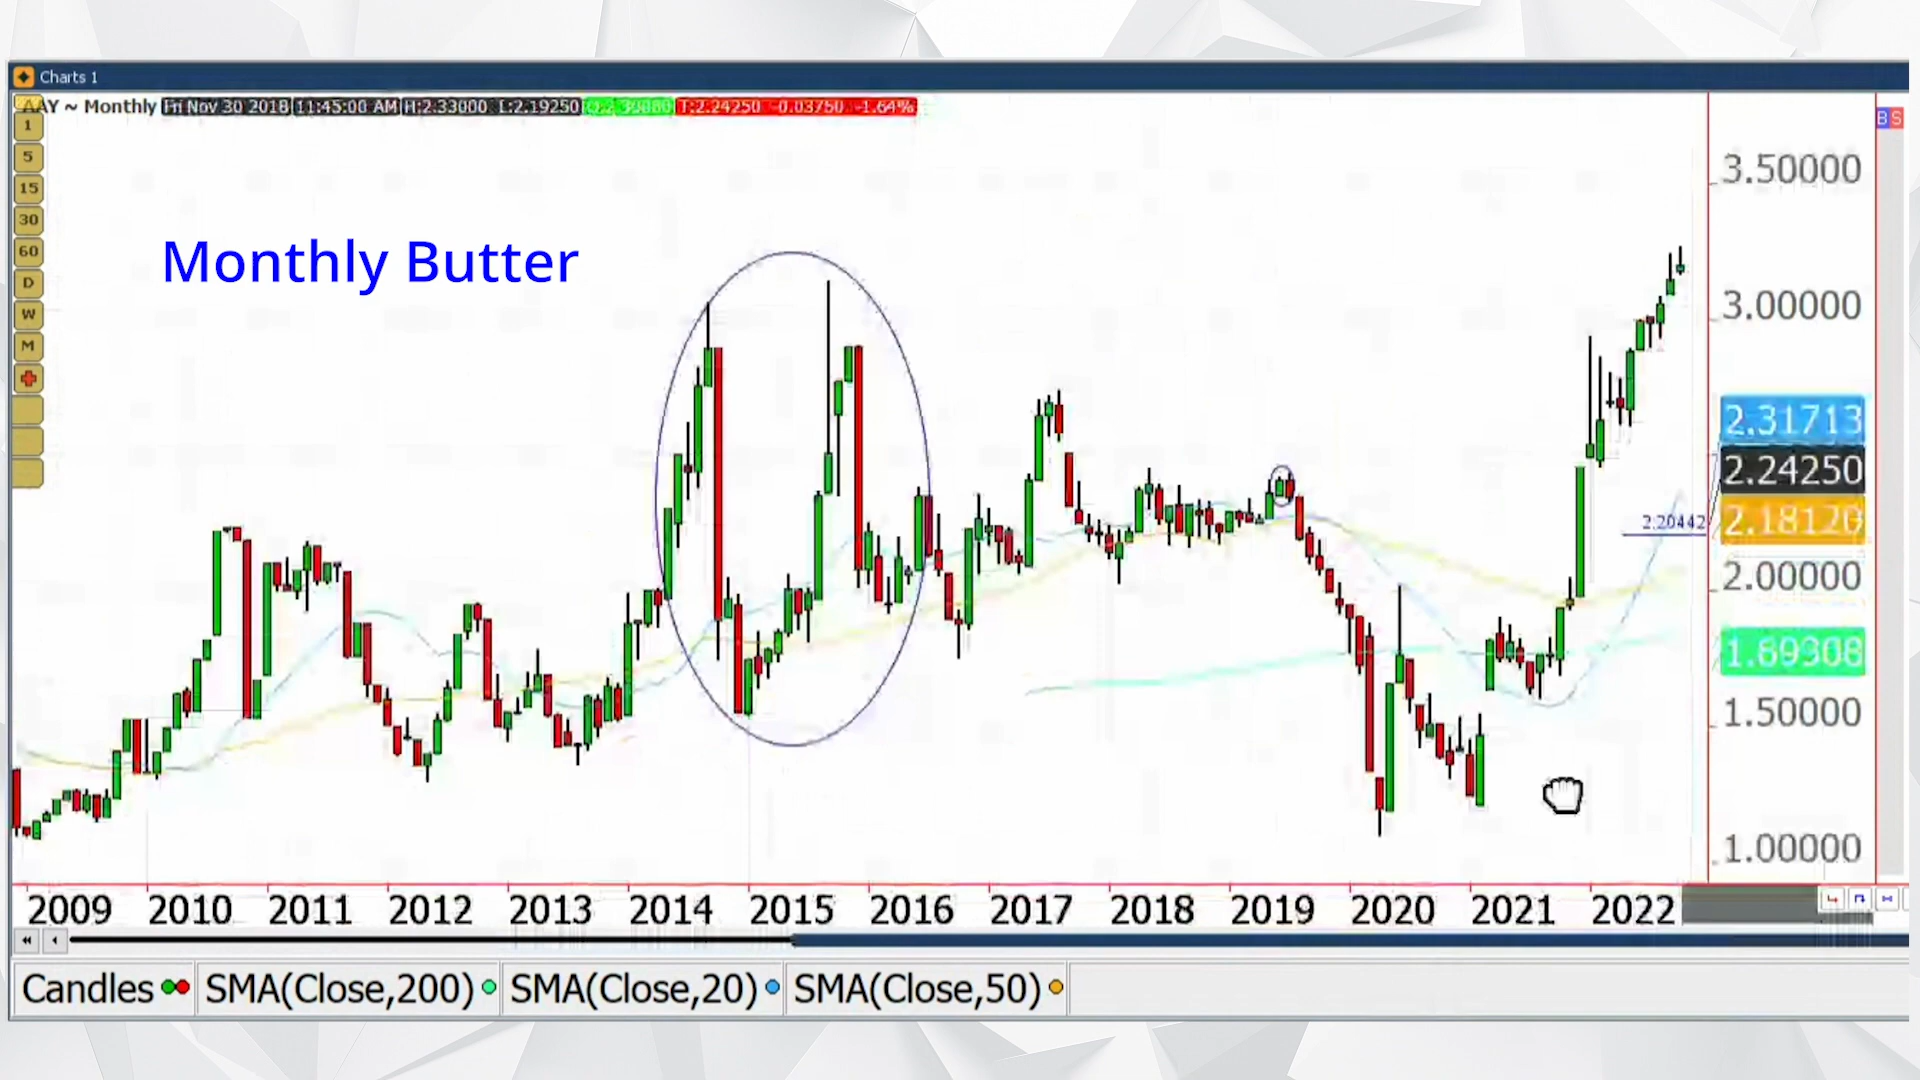 Charts 1
AAY ~ Monthly Fri Nov 30 2018 11:45:00 AM H:2.33000 L:2.19250 T:2.24250 -0.03750 -1.64%
1
5
15
30
60
D
W
M
Monthly Butter
B S
3.50000
3.00000
2.31713
2.24250
2.20442
2.18120
2.00000
1.69308
1.50000
1.00000
2009 2010 2011 2012 2013 2014 2015 2016 2017 2018 2019 2020 2021 2022
Candles SMA(Close,200) SMA(Close,20) SMA(Close,50)